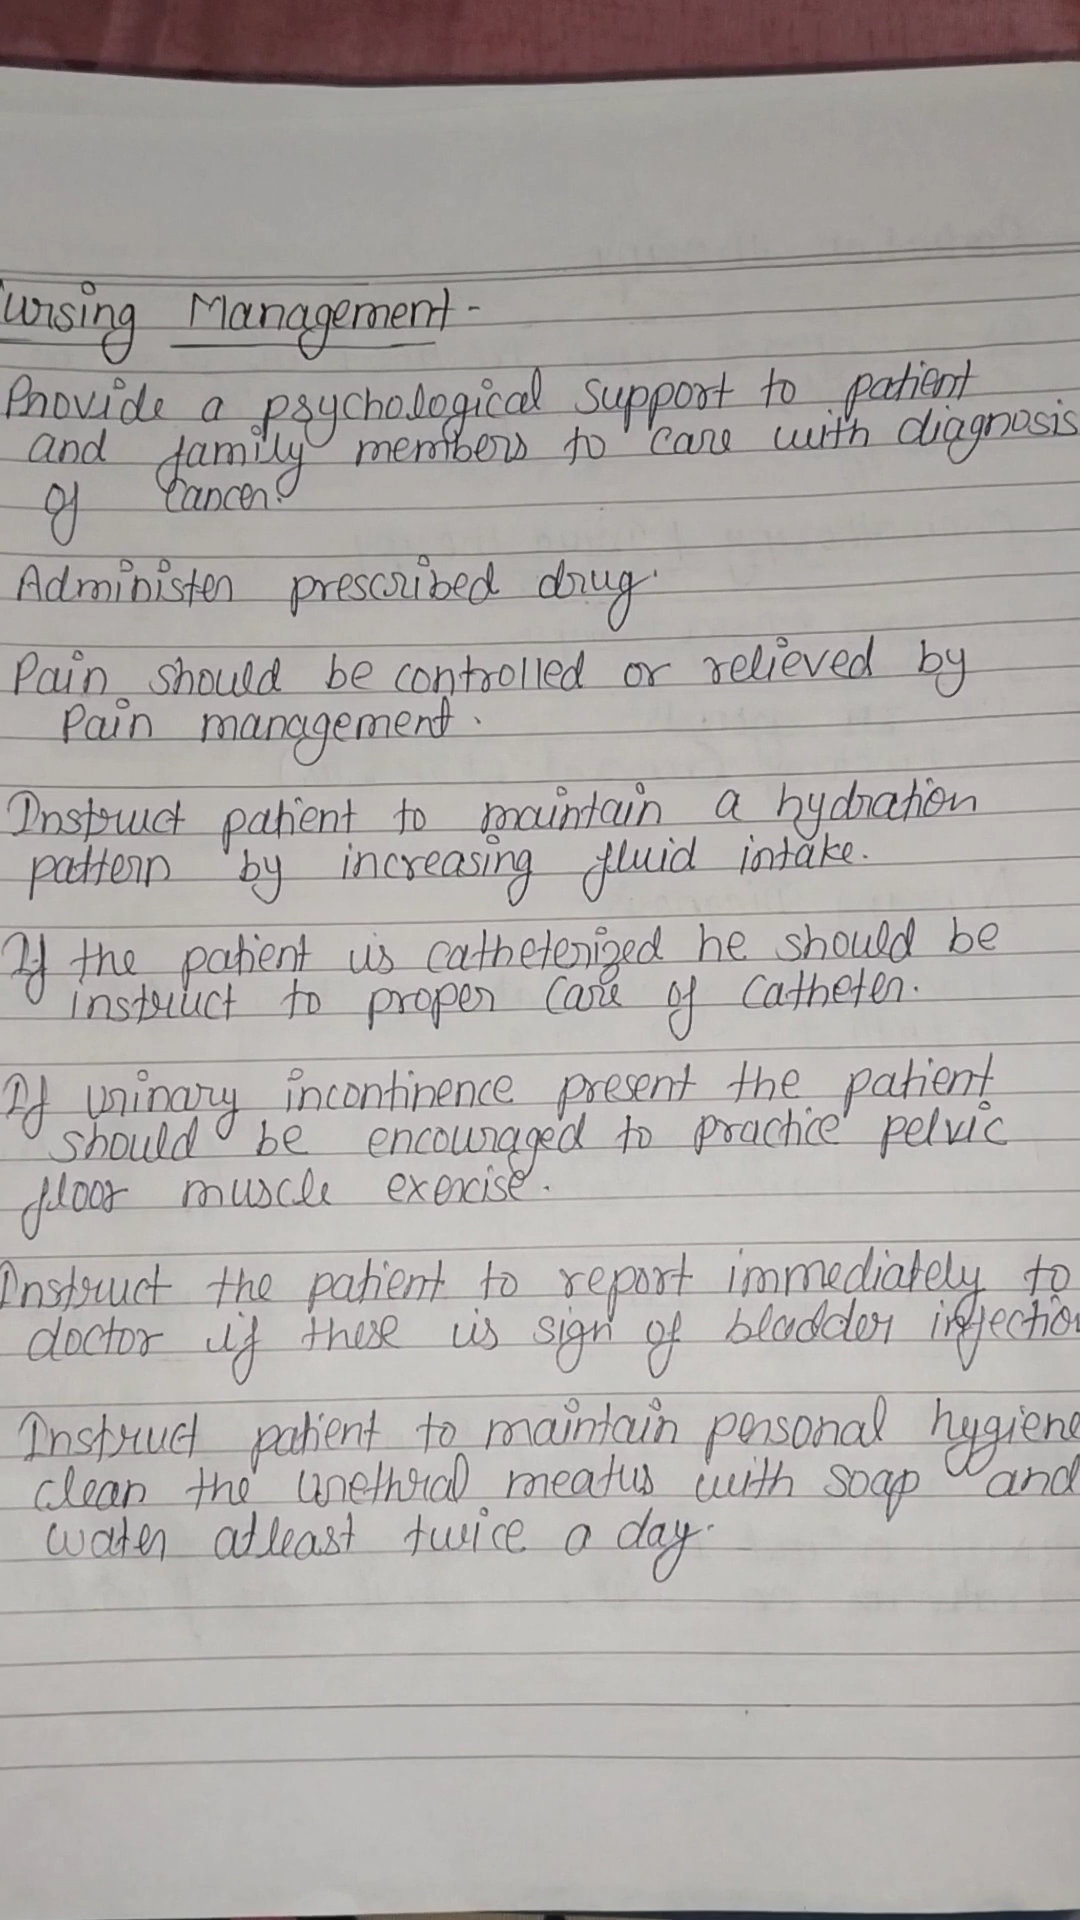 ursing Management -
Provide a psychological support to patient
and family members to care with diagnosis
of Cancer.
Administer prescribed drug.
Pain should be controlled or relieved by
Pain management.
Instruct patient to maintain a hydration
pattern by increasing fluid intake.
If the patient is catheterized he should be
instruct to proper care of catheter.
If urinary incontinence present the patient
should be encouraged to practice pelvic
floor muscle exercise.
Instruct the patient to report immediately to
doctor if these is sign of bladder infectio
Instruct patient to maintain personal hygiene
clean the urethral meatus with soap and
water atleast twice a day.